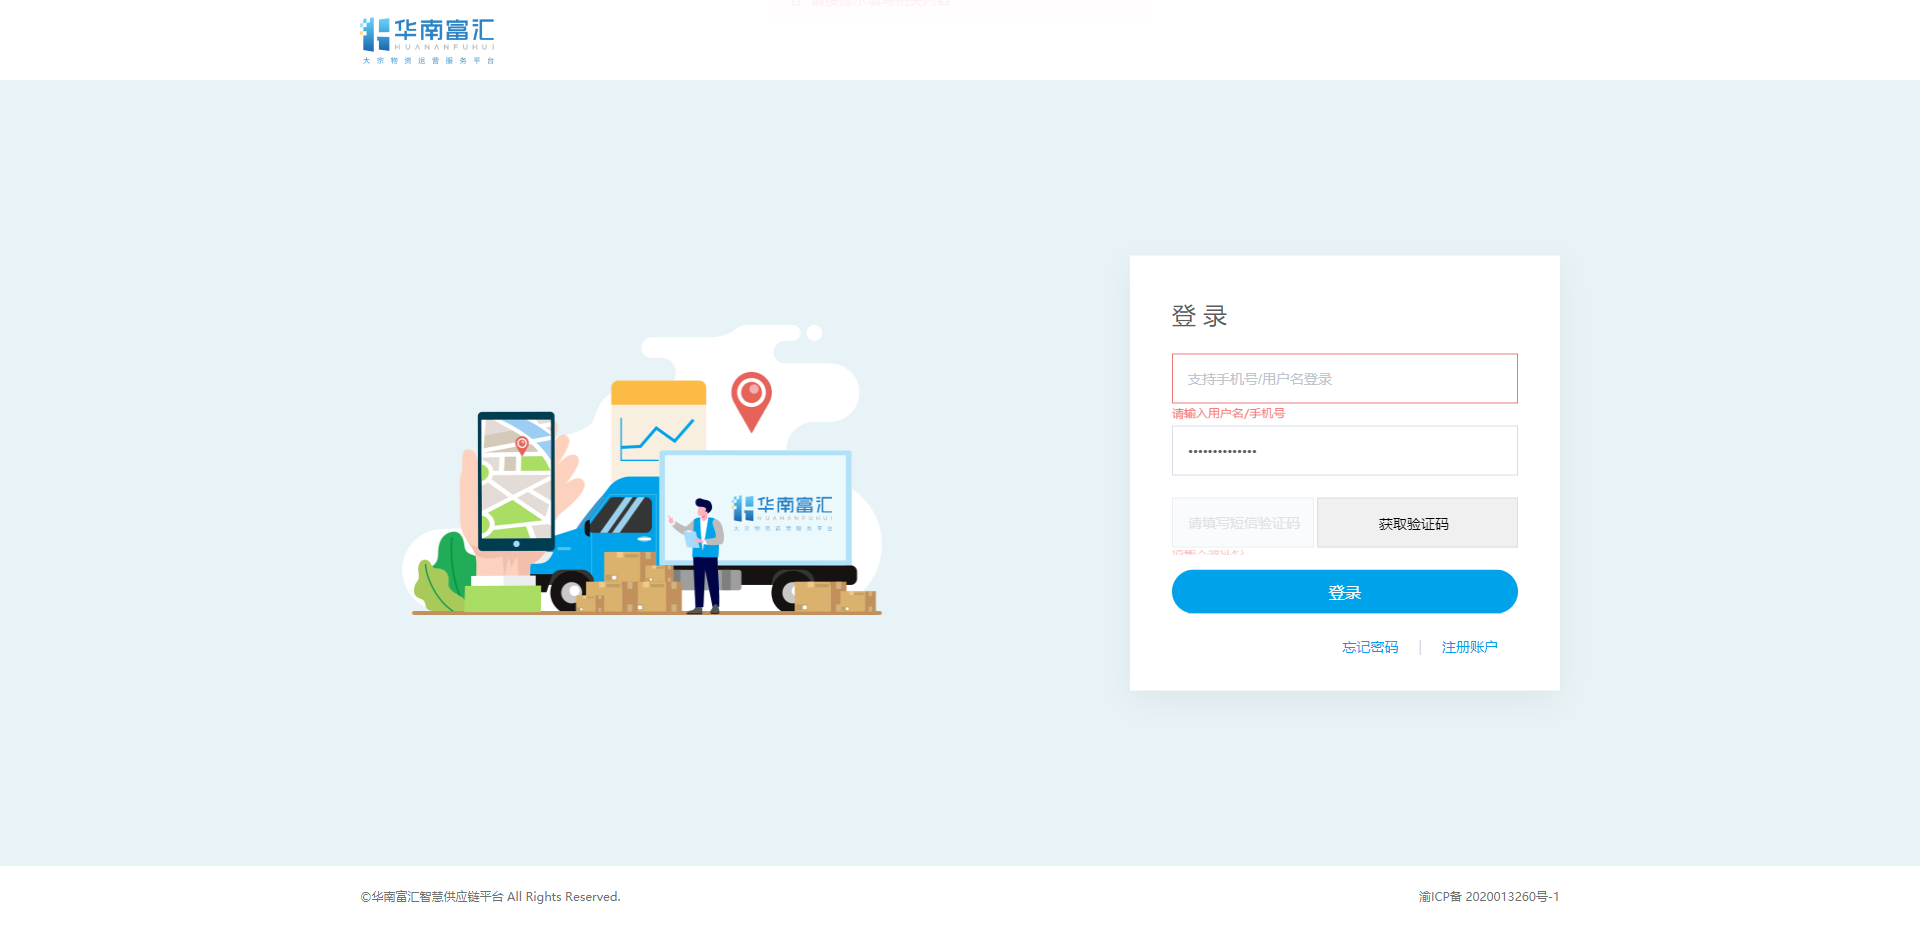 华南富汇
HUANANFUHUI
大宗物资运营服务平台
登 录
支持手机号/用户名登录
请输入用户名/手机号
请填写短信验证码
获取验证码
登录
忘记密码 | 注册账户
华南富汇
HUANANFUHUI
大宗物资运营服务平台
©华南富汇智慧供应链平台 All Rights Reserved.
渝ICP备 2020013260号-1